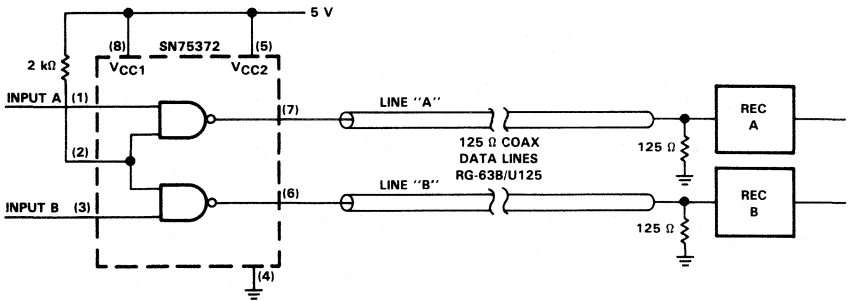 5 V
(8) SN75372 (5)
2 kΩ
VCC1 VCC2
INPUT A (1)
(7)
LINE "A"
REC
A
125 Ω COAX
DATA LINES
RG-63B/U125
125 Ω
(2)
(6)
LINE "B"
REC
B
INPUT B (3)
125 Ω
(4)